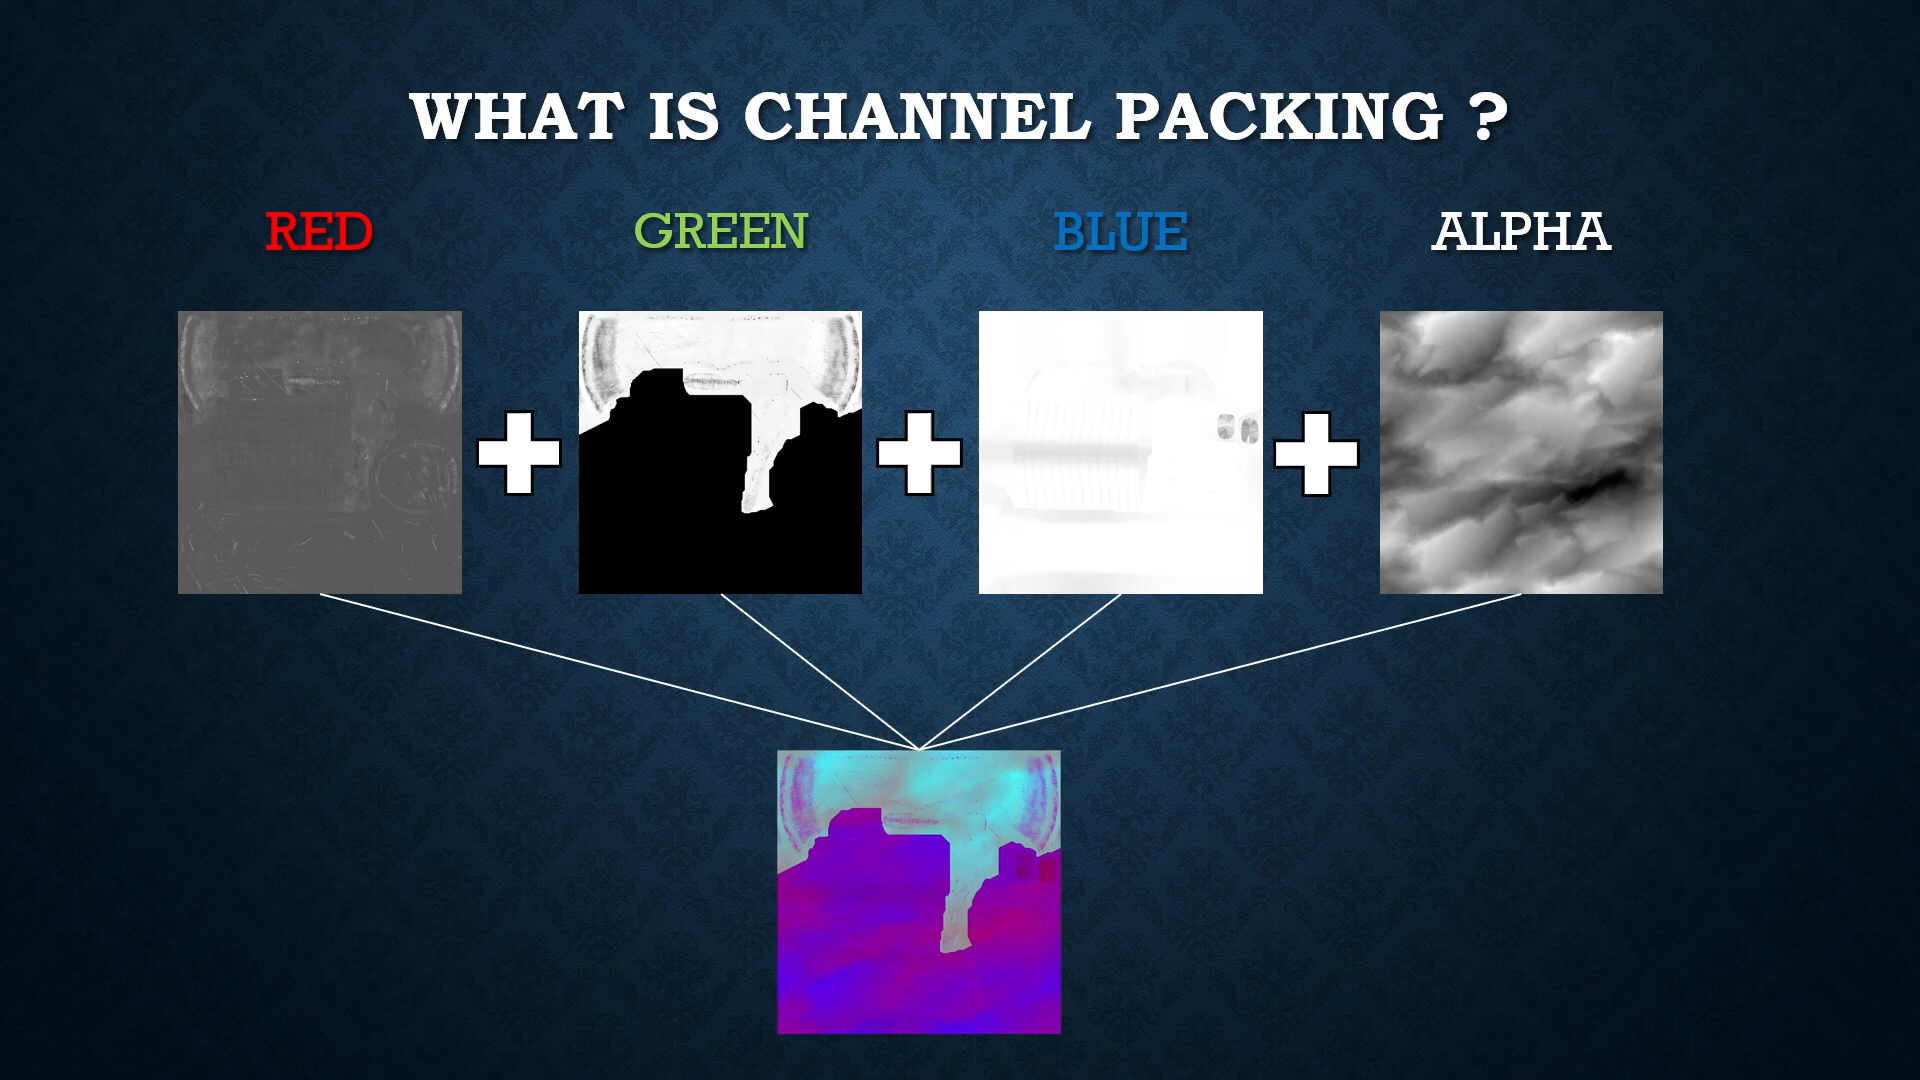 WHAT IS CHANNEL PACKING ?
RED
GREEN
BLUE
ALPHA